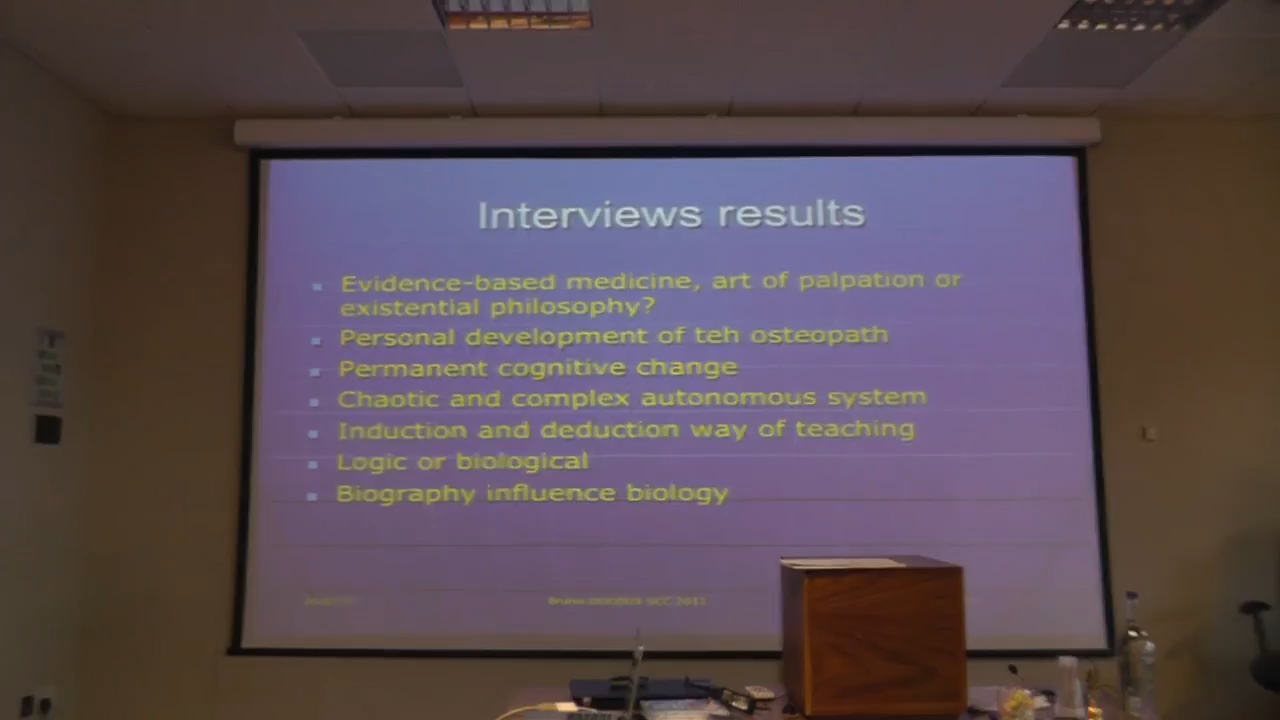 Interviews results
Evidence-based medicine, art of palpation or
existential philosophy?
Personal development of teh osteopath
Permanent cognitive change
Chaotic and complex autonomous system
Induction and deduction way of teaching
Logic or biological
Biography influence biology